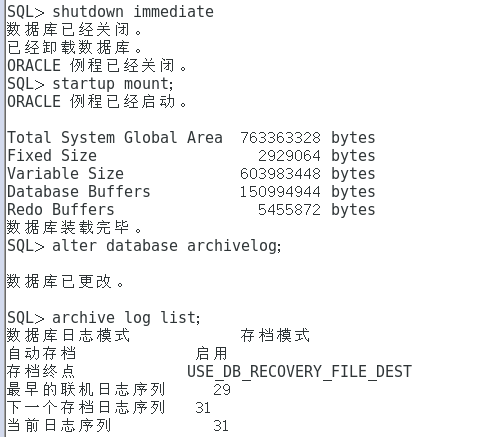 SQL> shutdown immediate
数据库已经关闭。
已经卸载数据库。
ORACLE 例程已经关闭。
SQL> startup mount;
ORACLE 例程已经启动。
Total System Global Area  763363328 bytes
Fixed Size                  2929064 bytes
Variable Size             603983448 bytes
Database Buffers          150994944 bytes
Redo Buffers                5455872 bytes
数据库装载完毕。
SQL> alter database archivelog;
数据库已更改。
SQL> archive log list;
数据库日志模式            存档模式
自动存档             启用
存档终点            USE_DB_RECOVERY_FILE_DEST
最早的联机日志序列     29
下一个存档日志序列   31
当前日志序列           31